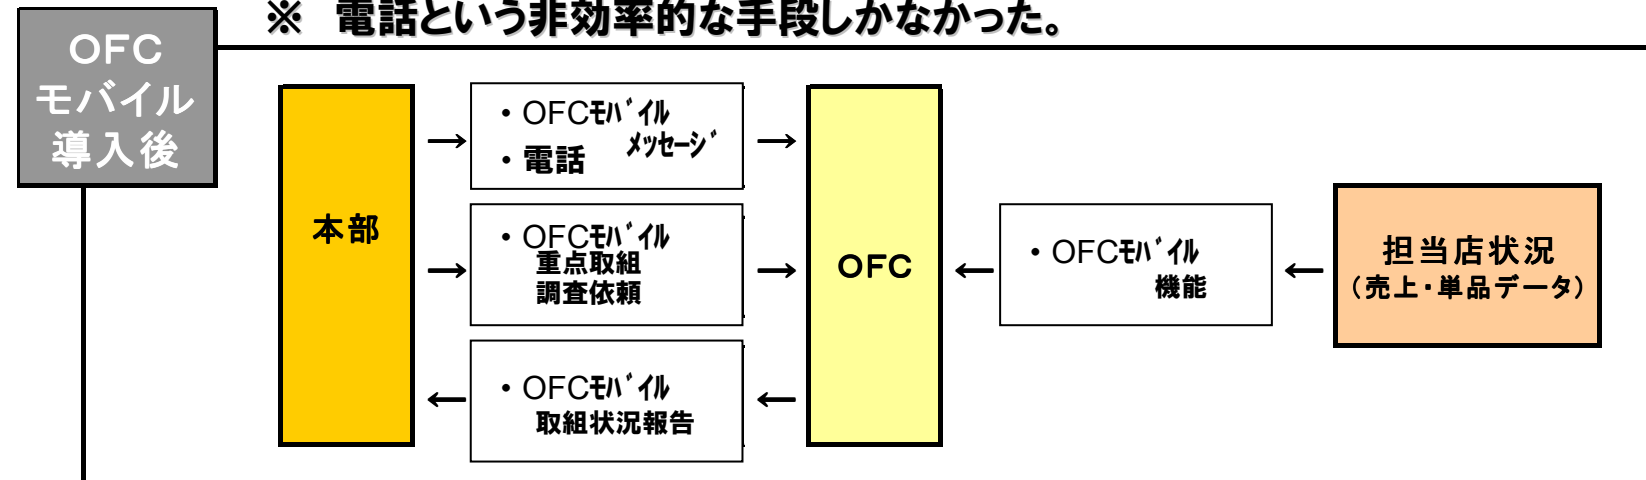 ※ 電話という非効率的な手段しかなかった。
OFC
モバイル
導入後
本部
・OFCﾓﾊﾞｲﾙ
ﾒｯｾｰｼﾞ
・電話
・OFCﾓﾊﾞｲﾙ
重点取組
調査依頼
・OFCﾓﾊﾞｲﾙ
取組状況報告
OFC
・OFCﾓﾊﾞｲﾙ
機能
担当店状況
（売上・単品データ）